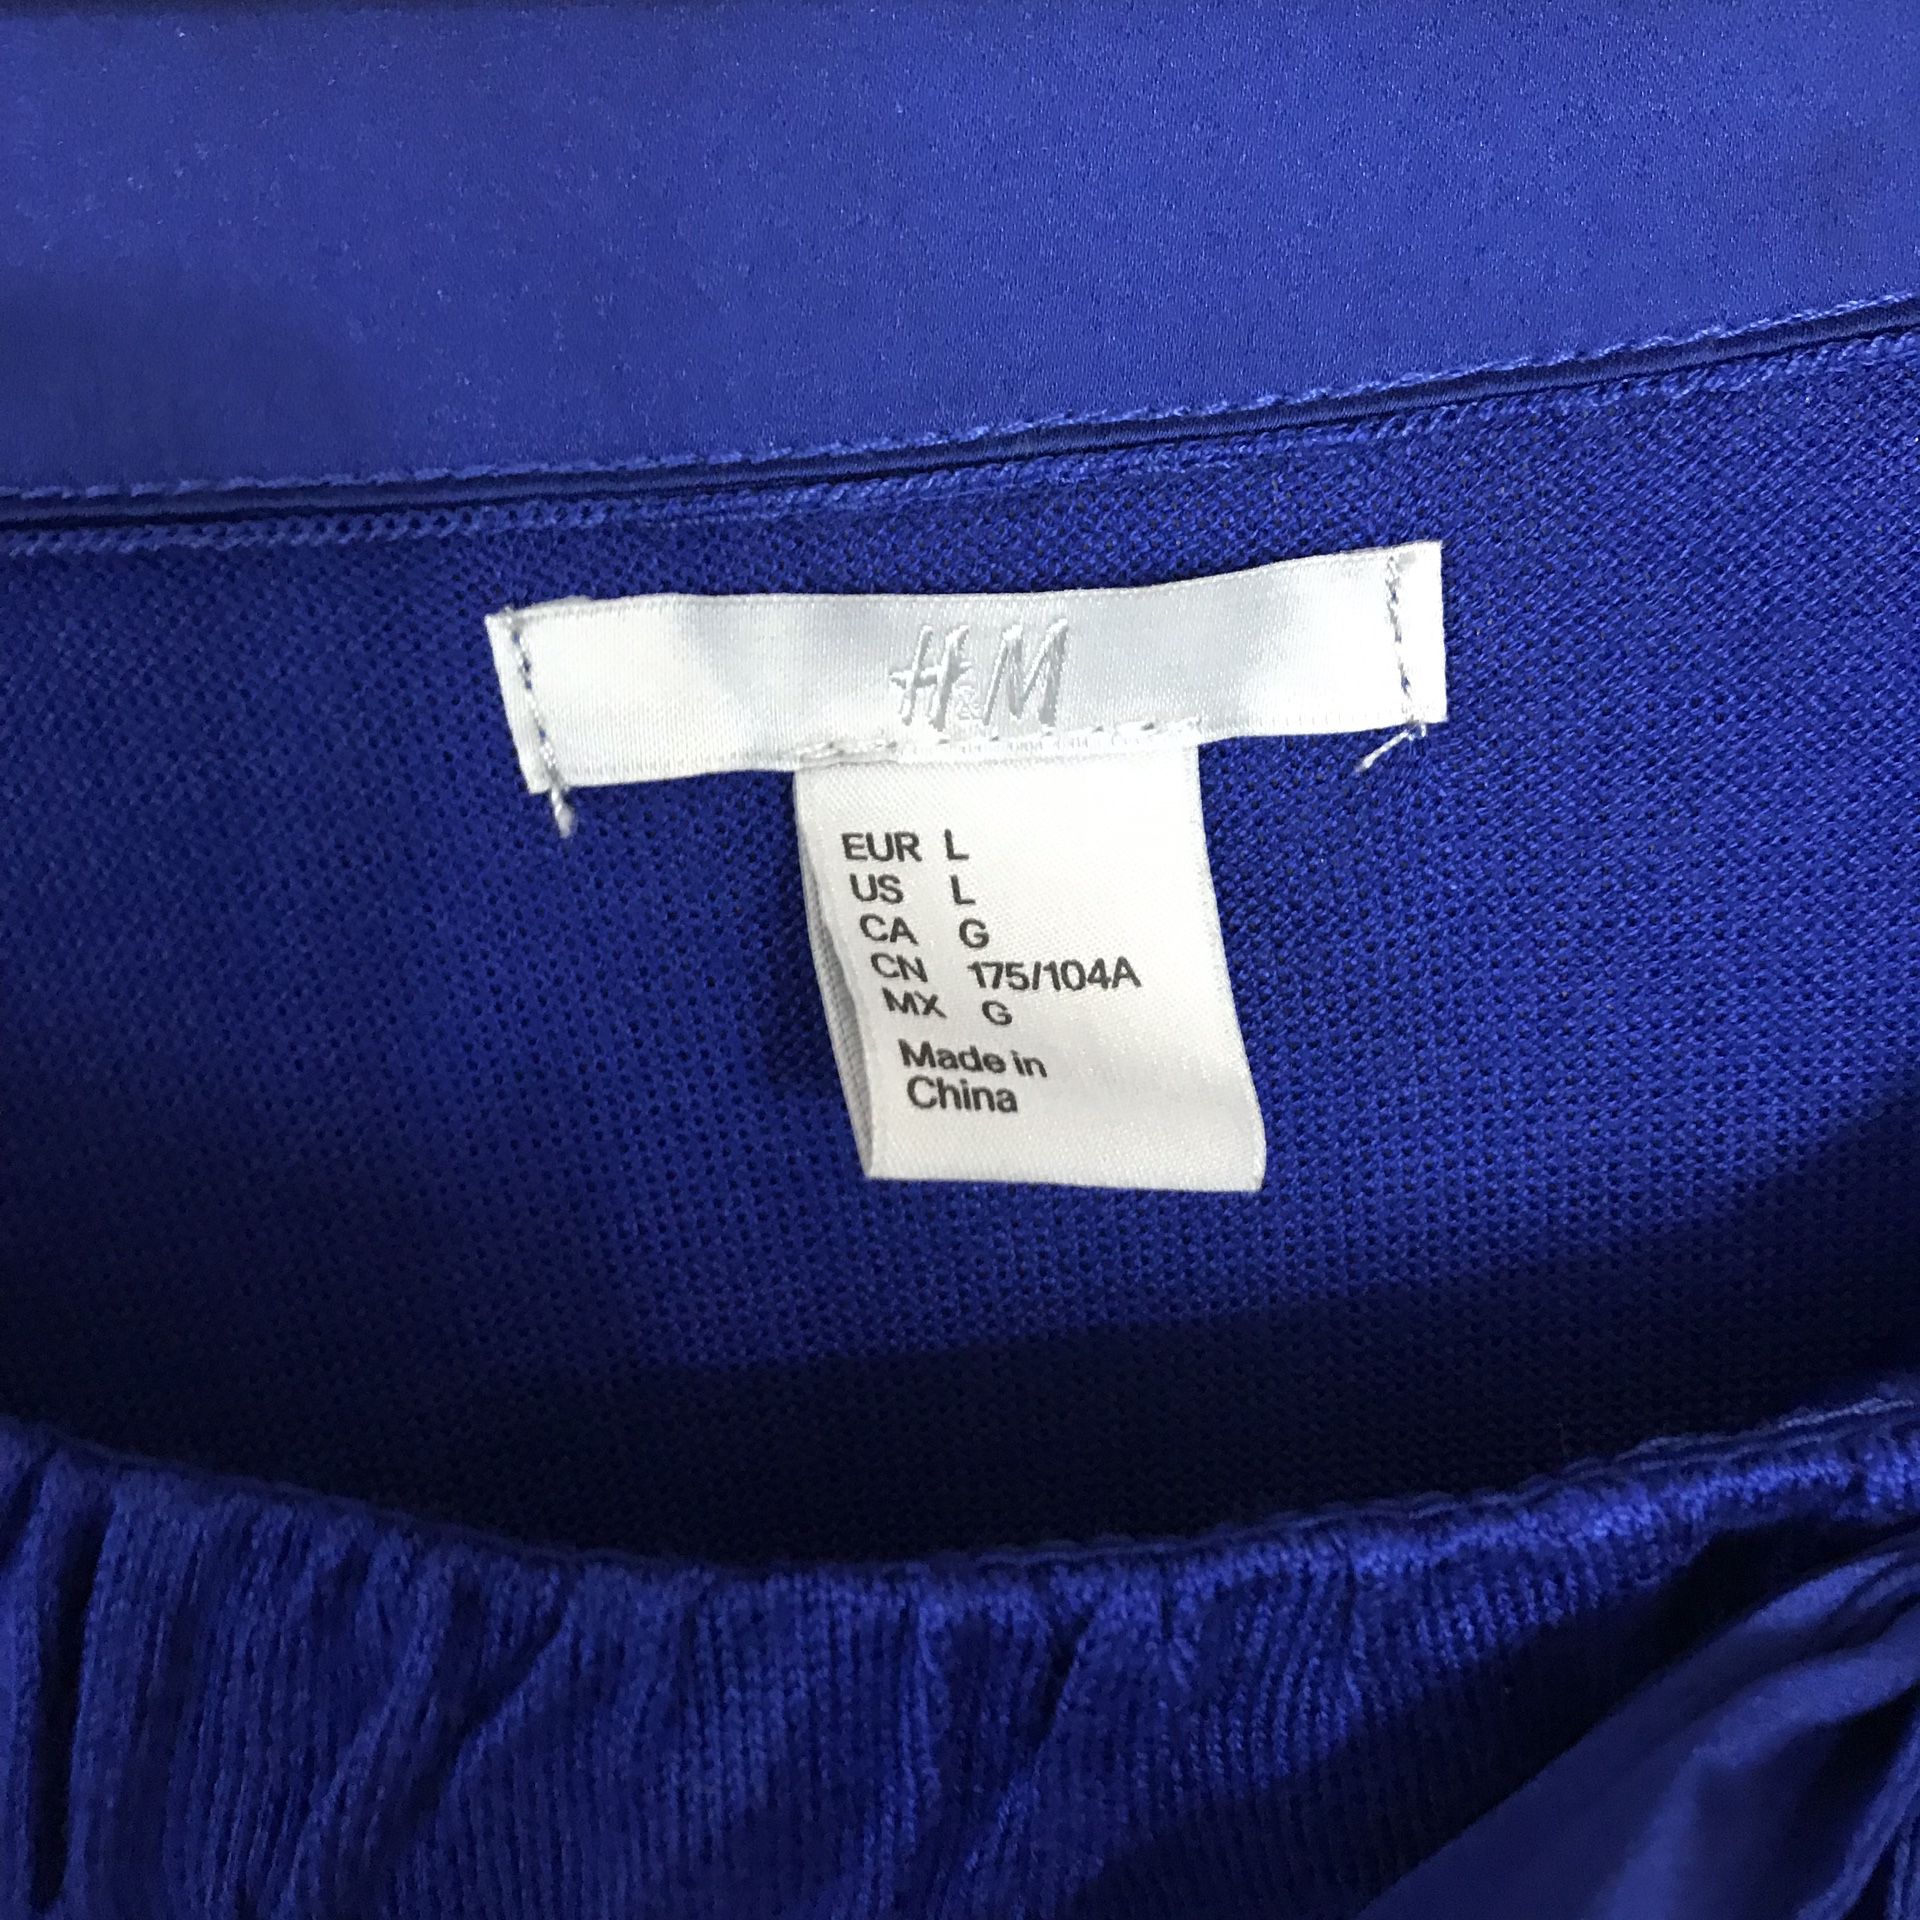 H&M
EUR L
US L
CA G
CN 175/104A
MX G
Made in
China